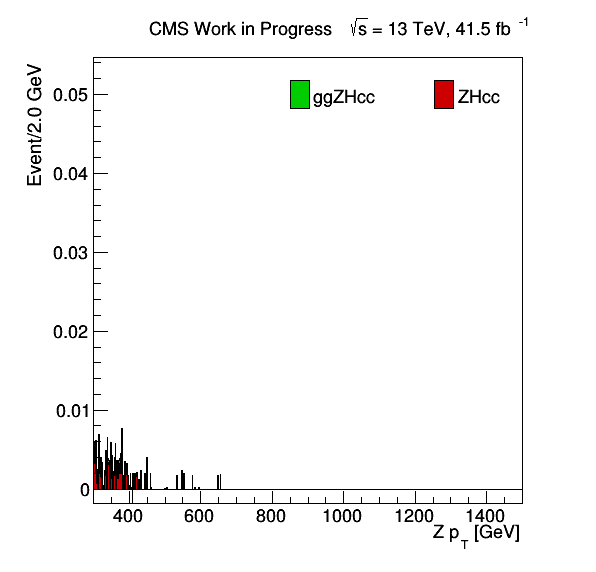 CMS Work in Progress √s = 13 TeV, 41.5 fb -1
Event/2.0 GeV
ggZHcc
ZHcc
0.05
0.04
0.03
0.02
0.01
0
400 600 800 1000 1200 1400
Z pT [GeV]